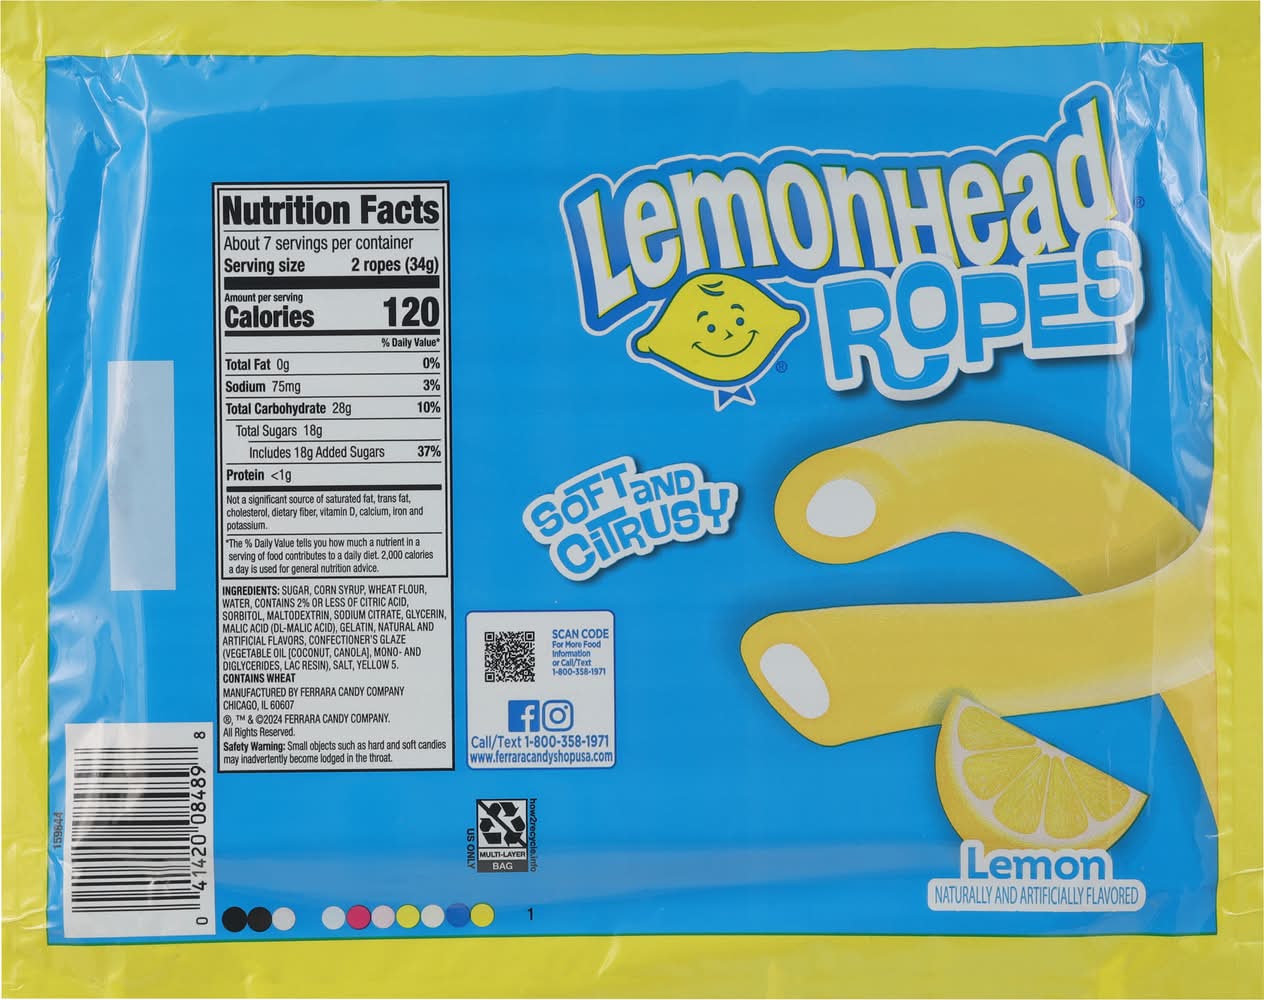 Nutrition Facts
About 7 servings per container
Serving size 2 ropes (34g)
Amount per serving
Calories 120
% Daily Value*
Total Fat 0g 0%
Sodium 75mg 3%
Total Carbohydrate 28g 10%
Total Sugars 18g
Includes 18g Added Sugars 37%
Protein <1g
Not a significant source of saturated fat, trans fat,
cholesterol, dietary fiber, vitamin D, calcium, iron and
potassium.
*The % Daily Value tells you how much a nutrient in a
serving of food contributes to a daily diet. 2,000 calories
a day is used for general nutrition advice.
INGREDIENTS: SUGAR, CORN SYRUP, WHEAT FLOUR,
WATER, CONTAINS 2% OR LESS OF CITRIC ACID,
SORBITOL, MALTODEXTRIN, SODIUM CITRATE, GLYCERIN,
MALIC ACID (DL-MALIC ACID), GELATIN, NATURAL AND
ARTIFICIAL FLAVORS, CONFECTIONER'S GLAZE
(VEGETABLE OIL [COCONUT, CANOLA], MONO- AND
DIGLYCERIDES, LAC RESIN), SALT, YELLOW 5.
CONTAINS WHEAT
MANUFACTURED BY FERRARA CANDY COMPANY
CHICAGO, IL 60607
®, ™ & ©2024 FERRARA CANDY COMPANY.
All Rights Reserved.
Safety Warning: Small objects such as hard and soft candies
may inadvertently become lodged in the throat.
Lemonhead®
ROPES
®
SOFT AND
CITRUSY
SCAN CODE
For More Food
Information
or Call/Text
1-800-358-1971
Call/Text 1-800-358-1971
www.ferraracandyshopusa.com
US ONLY
MULTI-LAYER
BAG
how2recycle.info
Lemon
NATURALLY AND ARTIFICIALLY FLAVORED
159844
0 41420 08489 8
1